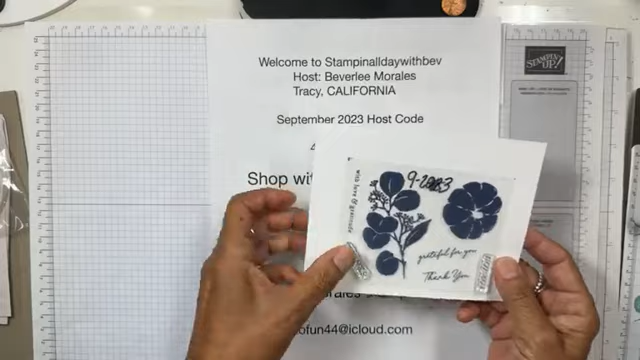 Welcome to Stampinalldaywithbev
Host: Beverlee Morales
Tracy, CALIFORNIA
September 2023 Host Code
Shop wit
STAMPIN' UP!
9-2023
with love & gratitude
grateful for you
Thank You
orales
ofun44@icloud.com